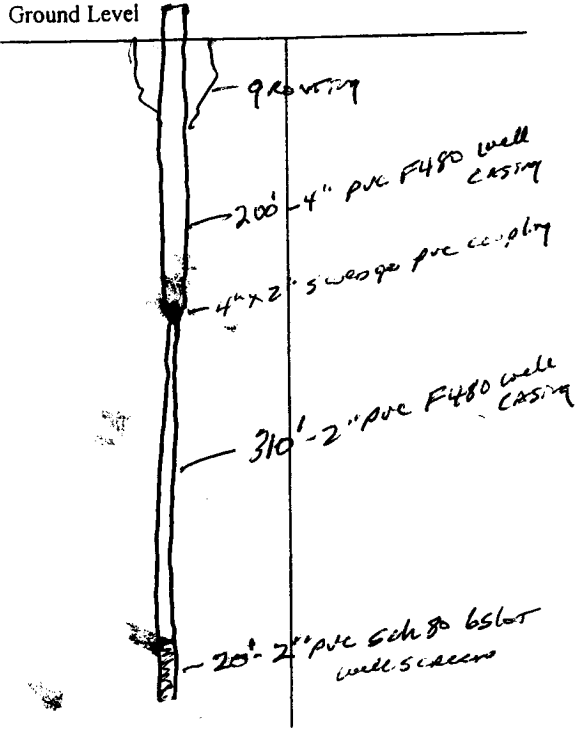 Ground Level
grouting
200' - 4" pvc F480 well
casing
4" x 2" swedge pvc coupling
310' - 2" pvc F480 well
casing
20' - 2" pvc sch 80 6slot
well screen